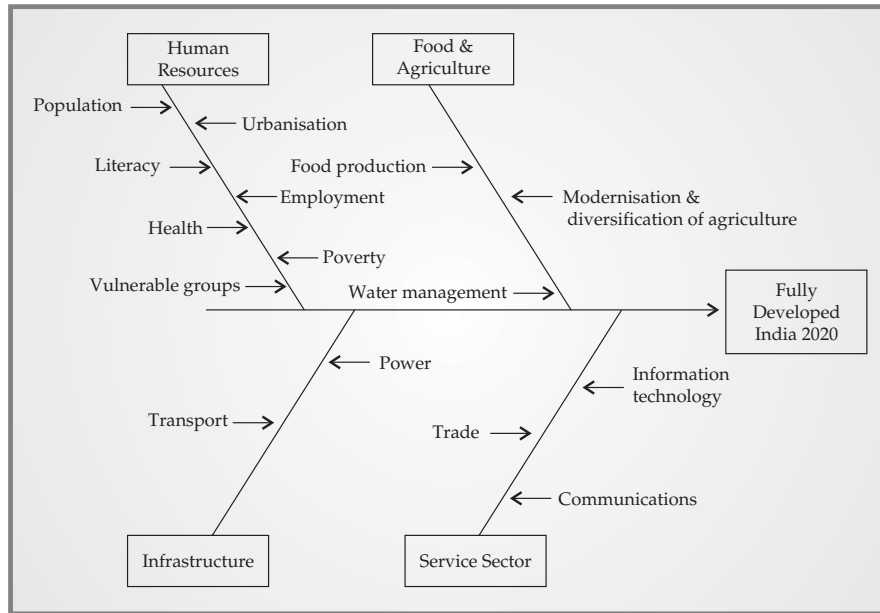 Human
Resources
Food &
Agriculture
Population
Urbanisation
Literacy
Food production
Employment
Modernisation &
diversification of agriculture
Health
Poverty
Vulnerable groups
Water management
Fully
Developed
India 2020
Power
Information
technology
Transport
Trade
Communications
Infrastructure
Service Sector